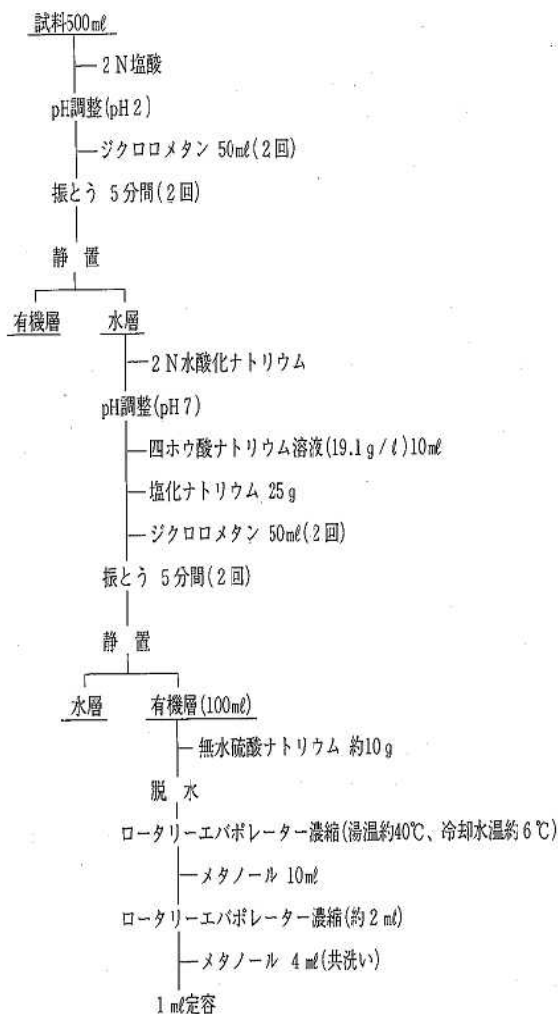 試料500㎖
2N塩酸
pH調整(pH2)
ジクロロメタン 50㎖(2回)
振とう 5分間(2回)
静 置
有機層 水層
2N水酸化ナトリウム
pH調整(pH7)
四ホウ酸ナトリウム溶液(19.1g/ℓ)10㎖
塩化ナトリウム 25g
ジクロロメタン 50㎖(2回)
振とう 5分間(2回)
静 置
水層 有機層(100㎖)
無水硫酸ナトリウム 約10g
脱 水
ロータリーエバポレーター濃縮(湯温約40℃、冷却水温約6℃)
メタノール 10㎖
ロータリーエバポレーター濃縮(約2㎖)
メタノール 4㎖(共洗い)
1㎖定容